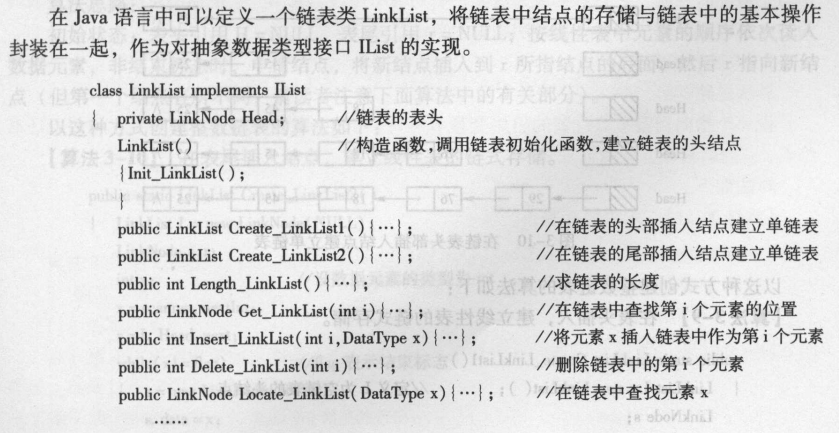 在 Java 语言中可以定义一个链表类 LinkList，将链表中结点的存储与链表中的基本操作
封装在一起，作为对抽象数据类型接口 IList 的实现。
class LinkList implements IList
{ private LinkNode Head; //链表的表头
LinkList() //构造函数,调用链表初始化函数,建立链表的头结点
{Init_LinkList();
}
public LinkList Create_LinkList1(){…}; //在链表的头部插入结点建立单链表
public LinkList Create_LinkList2(){…}; //在链表的尾部插入结点建立单链表
public int Length_LinkList(){…}; //求链表的长度
public LinkNode Get_LinkList(int i){…}; //在链表中查找第 i 个元素的位置
public int Insert_LinkList(int i,DataType x){…}; //将元素 x 插入链表中作为第 i 个元素
public int Delete_LinkList(int i){…}; //删除链表中的第 i 个元素
public LinkNode Locate_LinkList(DataType x){…}; //在链表中查找元素 x
……